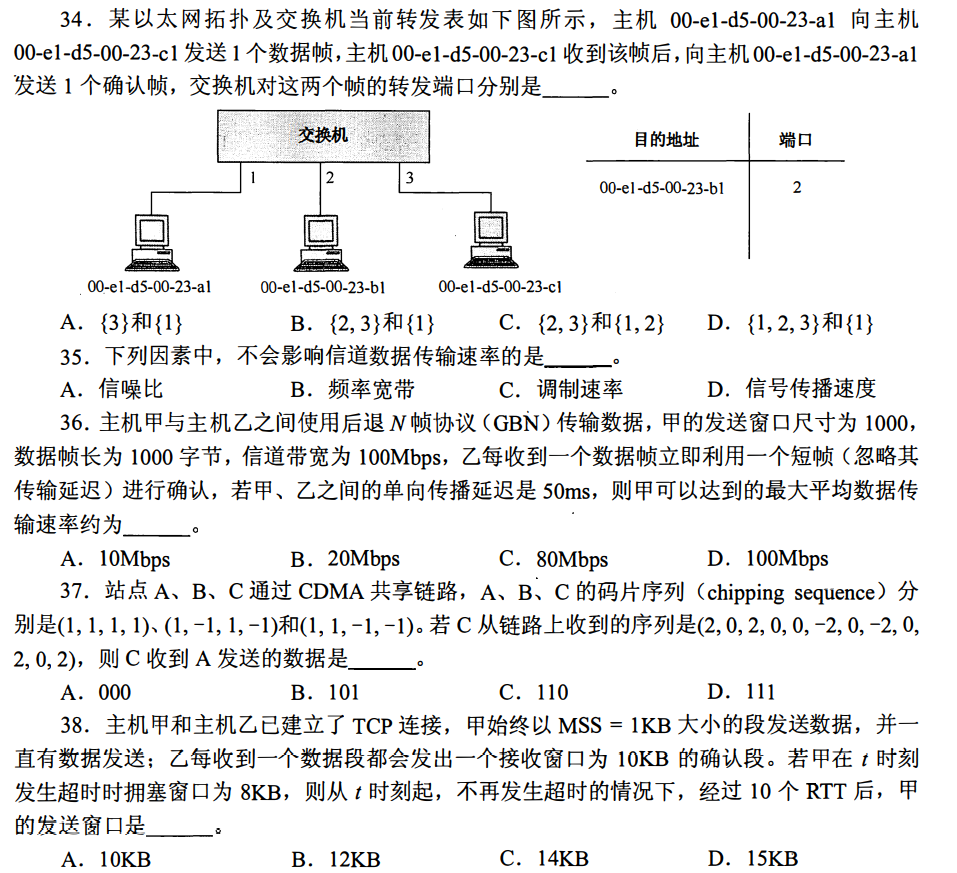 34．某以太网拓扑及交换机当前转发表如下图所示，主机 00-e1-d5-00-23-a1 向主机
00-e1-d5-00-23-c1 发送 1 个数据帧，主机 00-e1-d5-00-23-c1 收到该帧后，向主机 00-e1-d5-00-23-a1
发送 1 个确认帧，交换机对这两个帧的转发端口分别是______。
交换机
1 2 3
00-e1-d5-00-23-a1 00-e1-d5-00-23-b1 00-e1-d5-00-23-c1
目的地址 端口
00-e1-d5-00-23-b1 2
A．{3}和{1} B．{2, 3}和{1} C．{2, 3}和{1, 2} D．{1, 2, 3}和{1}
35．下列因素中，不会影响信道数据传输速率的是______。
A．信噪比 B．频率宽带 C．调制速率 D．信号传播速度
36．主机甲与主机乙之间使用后退 N 帧协议（GBN）传输数据，甲的发送窗口尺寸为 1000，
数据帧长为 1000 字节，信道带宽为 100Mbps，乙每收到一个数据帧立即利用一个短帧（忽略其
传输延迟）进行确认，若甲、乙之间的单向传播延迟是 50ms，则甲可以达到的最大平均数据传
输速率约为______。
A．10Mbps B．20Mbps C．80Mbps D．100Mbps
37．站点 A、B、C 通过 CDMA 共享链路，A、B、C 的码片序列（chipping sequence）分
别是(1, 1, 1, 1)、(1, -1, 1, -1)和(1, 1, -1, -1)。若 C 从链路上收到的序列是(2, 0, 2, 0, 0, -2, 0, -2, 0,
2, 0, 2)，则 C 收到 A 发送的数据是______。
A．000 B．101 C．110 D．111
38．主机甲和主机乙已建立了 TCP 连接，甲始终以 MSS = 1KB 大小的段发送数据，并一
直有数据发送；乙每收到一个数据段都会发出一个接收窗口为 10KB 的确认段。若甲在 t 时刻
发生超时时拥塞窗口为 8KB，则从 t 时刻起，不再发生超时的情况下，经过 10 个 RTT 后，甲
的发送窗口是______。
A．10KB B．12KB C．14KB D．15KB